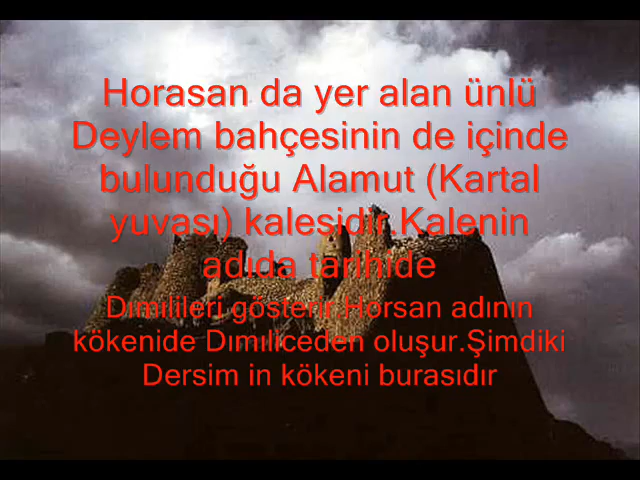 Horasan da yer alan ünlü
Deylem bahçesinin de içinde
bulunduğu Alamut (Kartal
yuvası) kalesidir.Kalenin
adıda tarihide
Dımılileri gösterir.Horsan adının
kökenide Dımıliceden oluşur.Şimdiki
Dersim in kökeni burasıdır